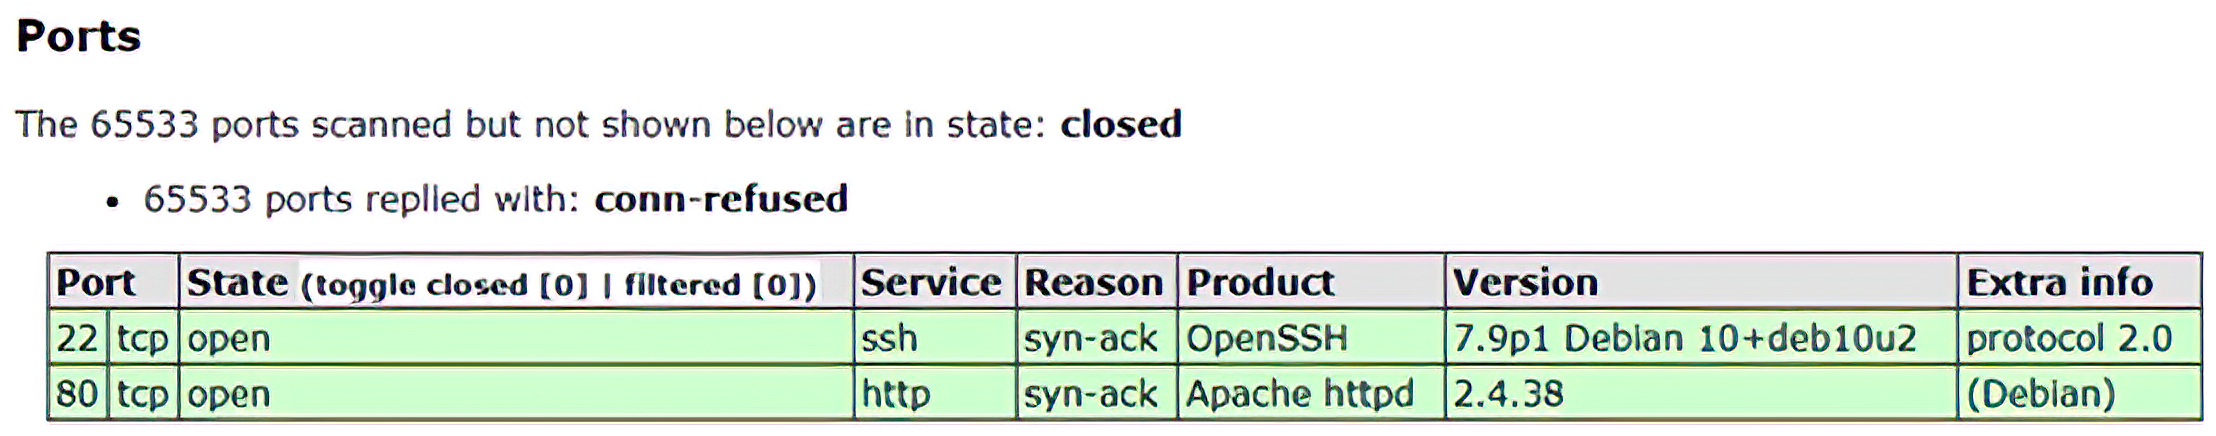 Ports
The 65533 ports scanned but not shown below are in state: closed
• 65533 ports replied with: conn-refused
Port State (toggle closed [0] | filtered [0]) Service Reason Product Version Extra info
22 tcp open ssh syn-ack OpenSSH 7.9p1 Debian 10+deb10u2 protocol 2.0
80 tcp open http syn-ack Apache httpd 2.4.38 (Debian)